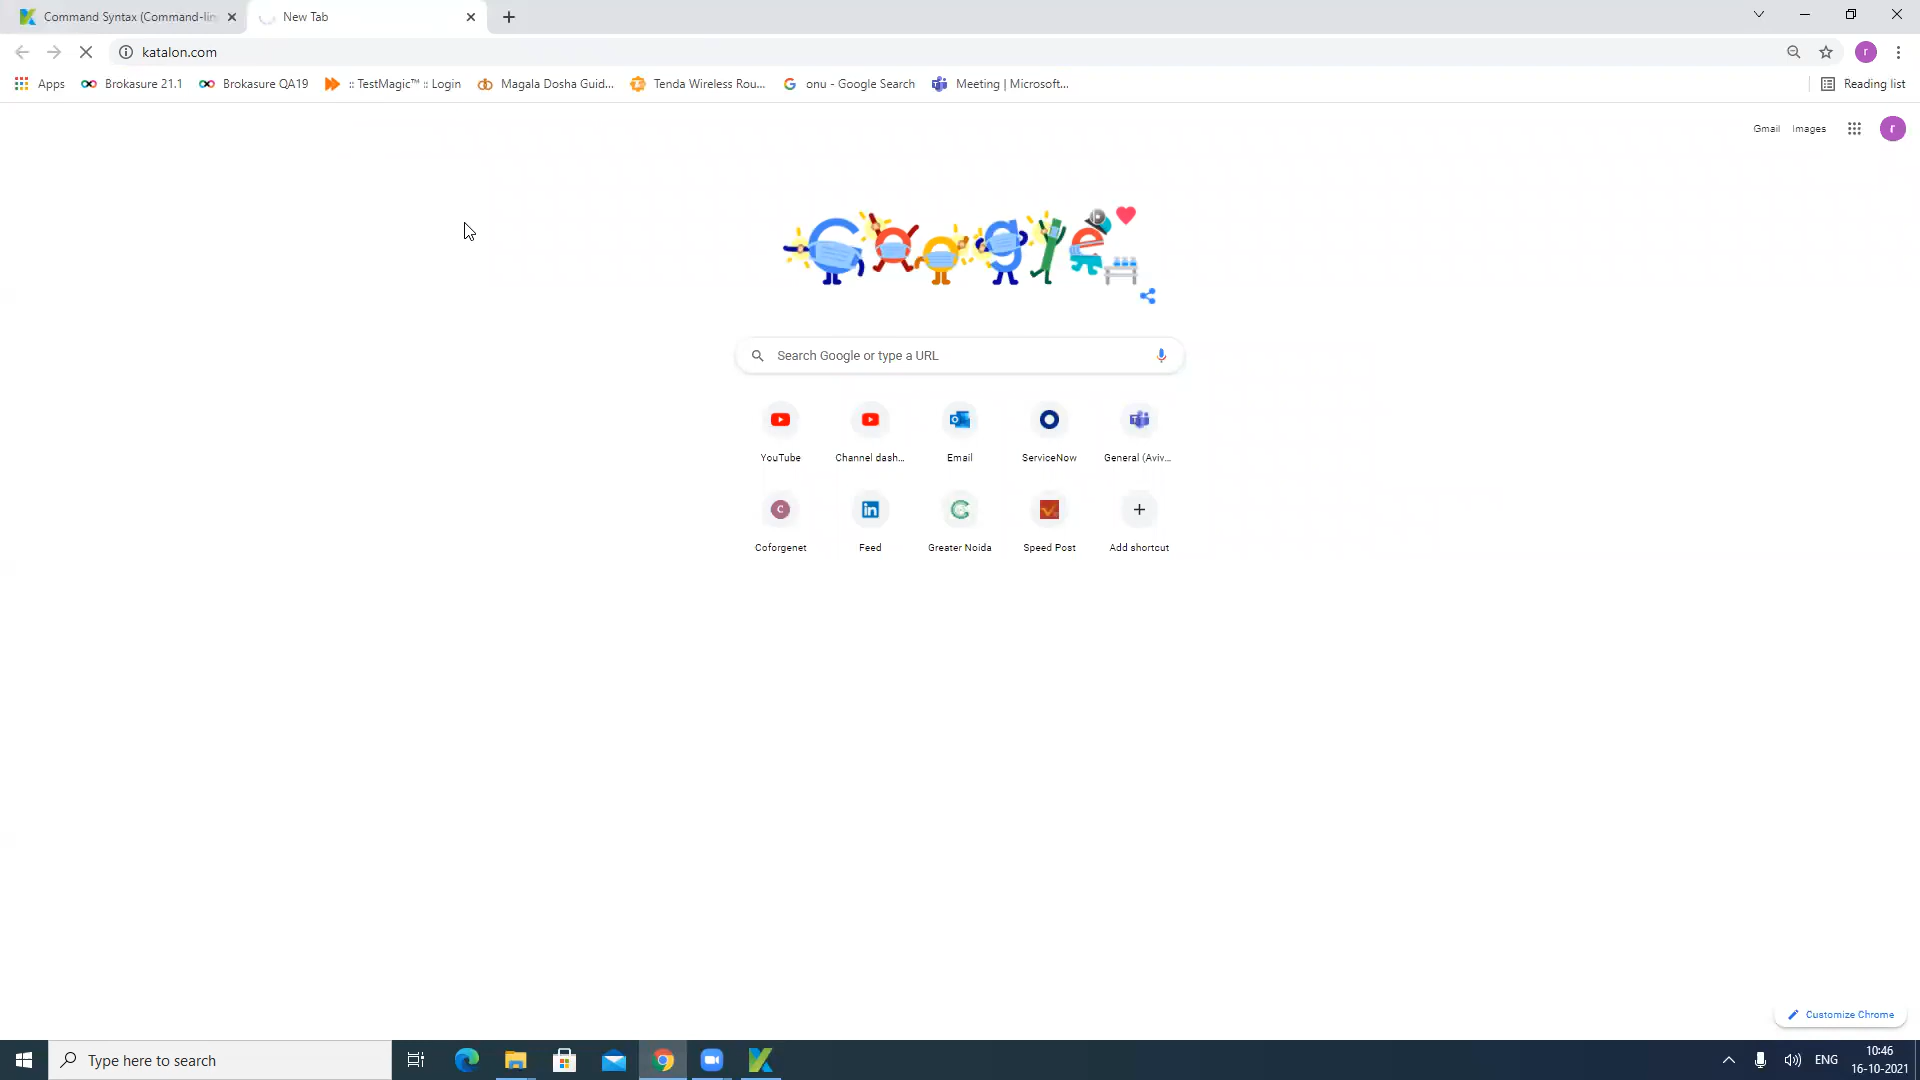 Command Syntax (Command-lin
New Tab
katalon.com
Apps
Brokasure 21.1
Brokasure QA19
:: TestMagic™ :: Login
Magala Dosha Guid...
Tenda Wireless Rou...
onu - Google Search
Meeting | Microsoft...
Reading list
Gmail
Images
r
r
Google
Search Google or type a URL
YouTube
Channel dash...
Email
ServiceNow
General (Aviv...
C
in
Coforgenet
Feed
Greater Noida
Speed Post
Add shortcut
Customize Chrome
Type here to search
ENG
10:46
16-10-2021